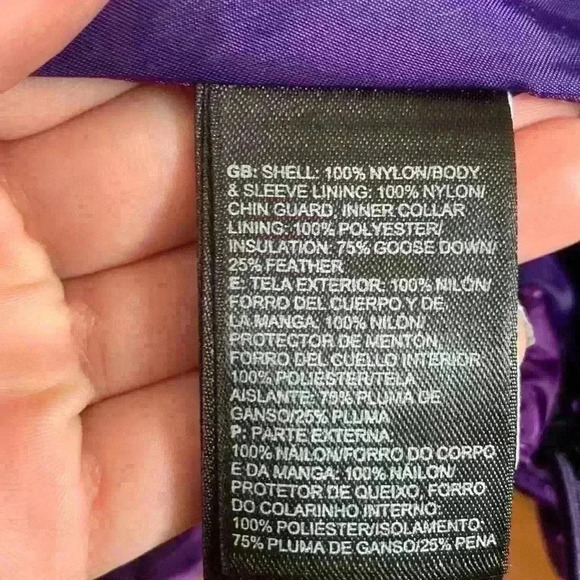 GB: SHELL: 100% NYLON/BODY
& SLEEVE LINING: 100% NYLON/
CHIN GUARD, INNER COLLAR
LINING: 100% POLYESTER/
INSULATION: 75% GOOSE DOWN/
25% FEATHER
E: TELA EXTERIOR: 100% NILÓN/
FORRO DEL CUERPO Y DE
LA MANGA: 100% NILÓN/
PROTECTOR DE MENTÓN,
FORRO DEL CUELLO INTERIOR:
100% POLIÉSTER/TELA
AISLANTE: 75% PLUMA DE
GANSO/25% PLUMA
P: PARTE EXTERNA:
100% NÁILON/FORRO DO CORPO
E DA MANGA: 100% NÁILON/
PROTETOR DE QUEIXO, FORRO
DO COLARINHO INTERNO:
100% POLIÉSTER/ISOLAMENTO:
75% PLUMA DE GANSO/25% PENA